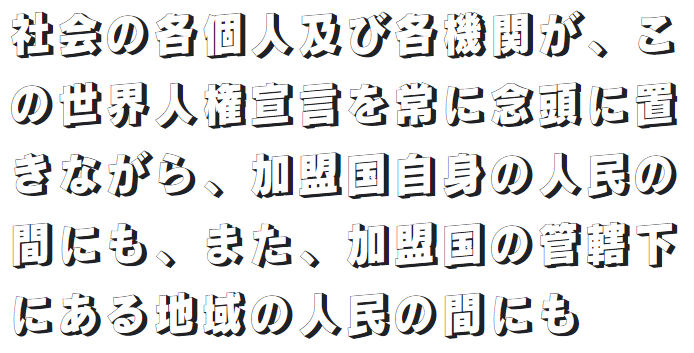 社会の各個人及び各機関が、こ
の世界人権宣言を常に念頭に置
きながら、加盟国自身の人民の
間にも、また、加盟国の管轄下
にある地域の人民の間にも